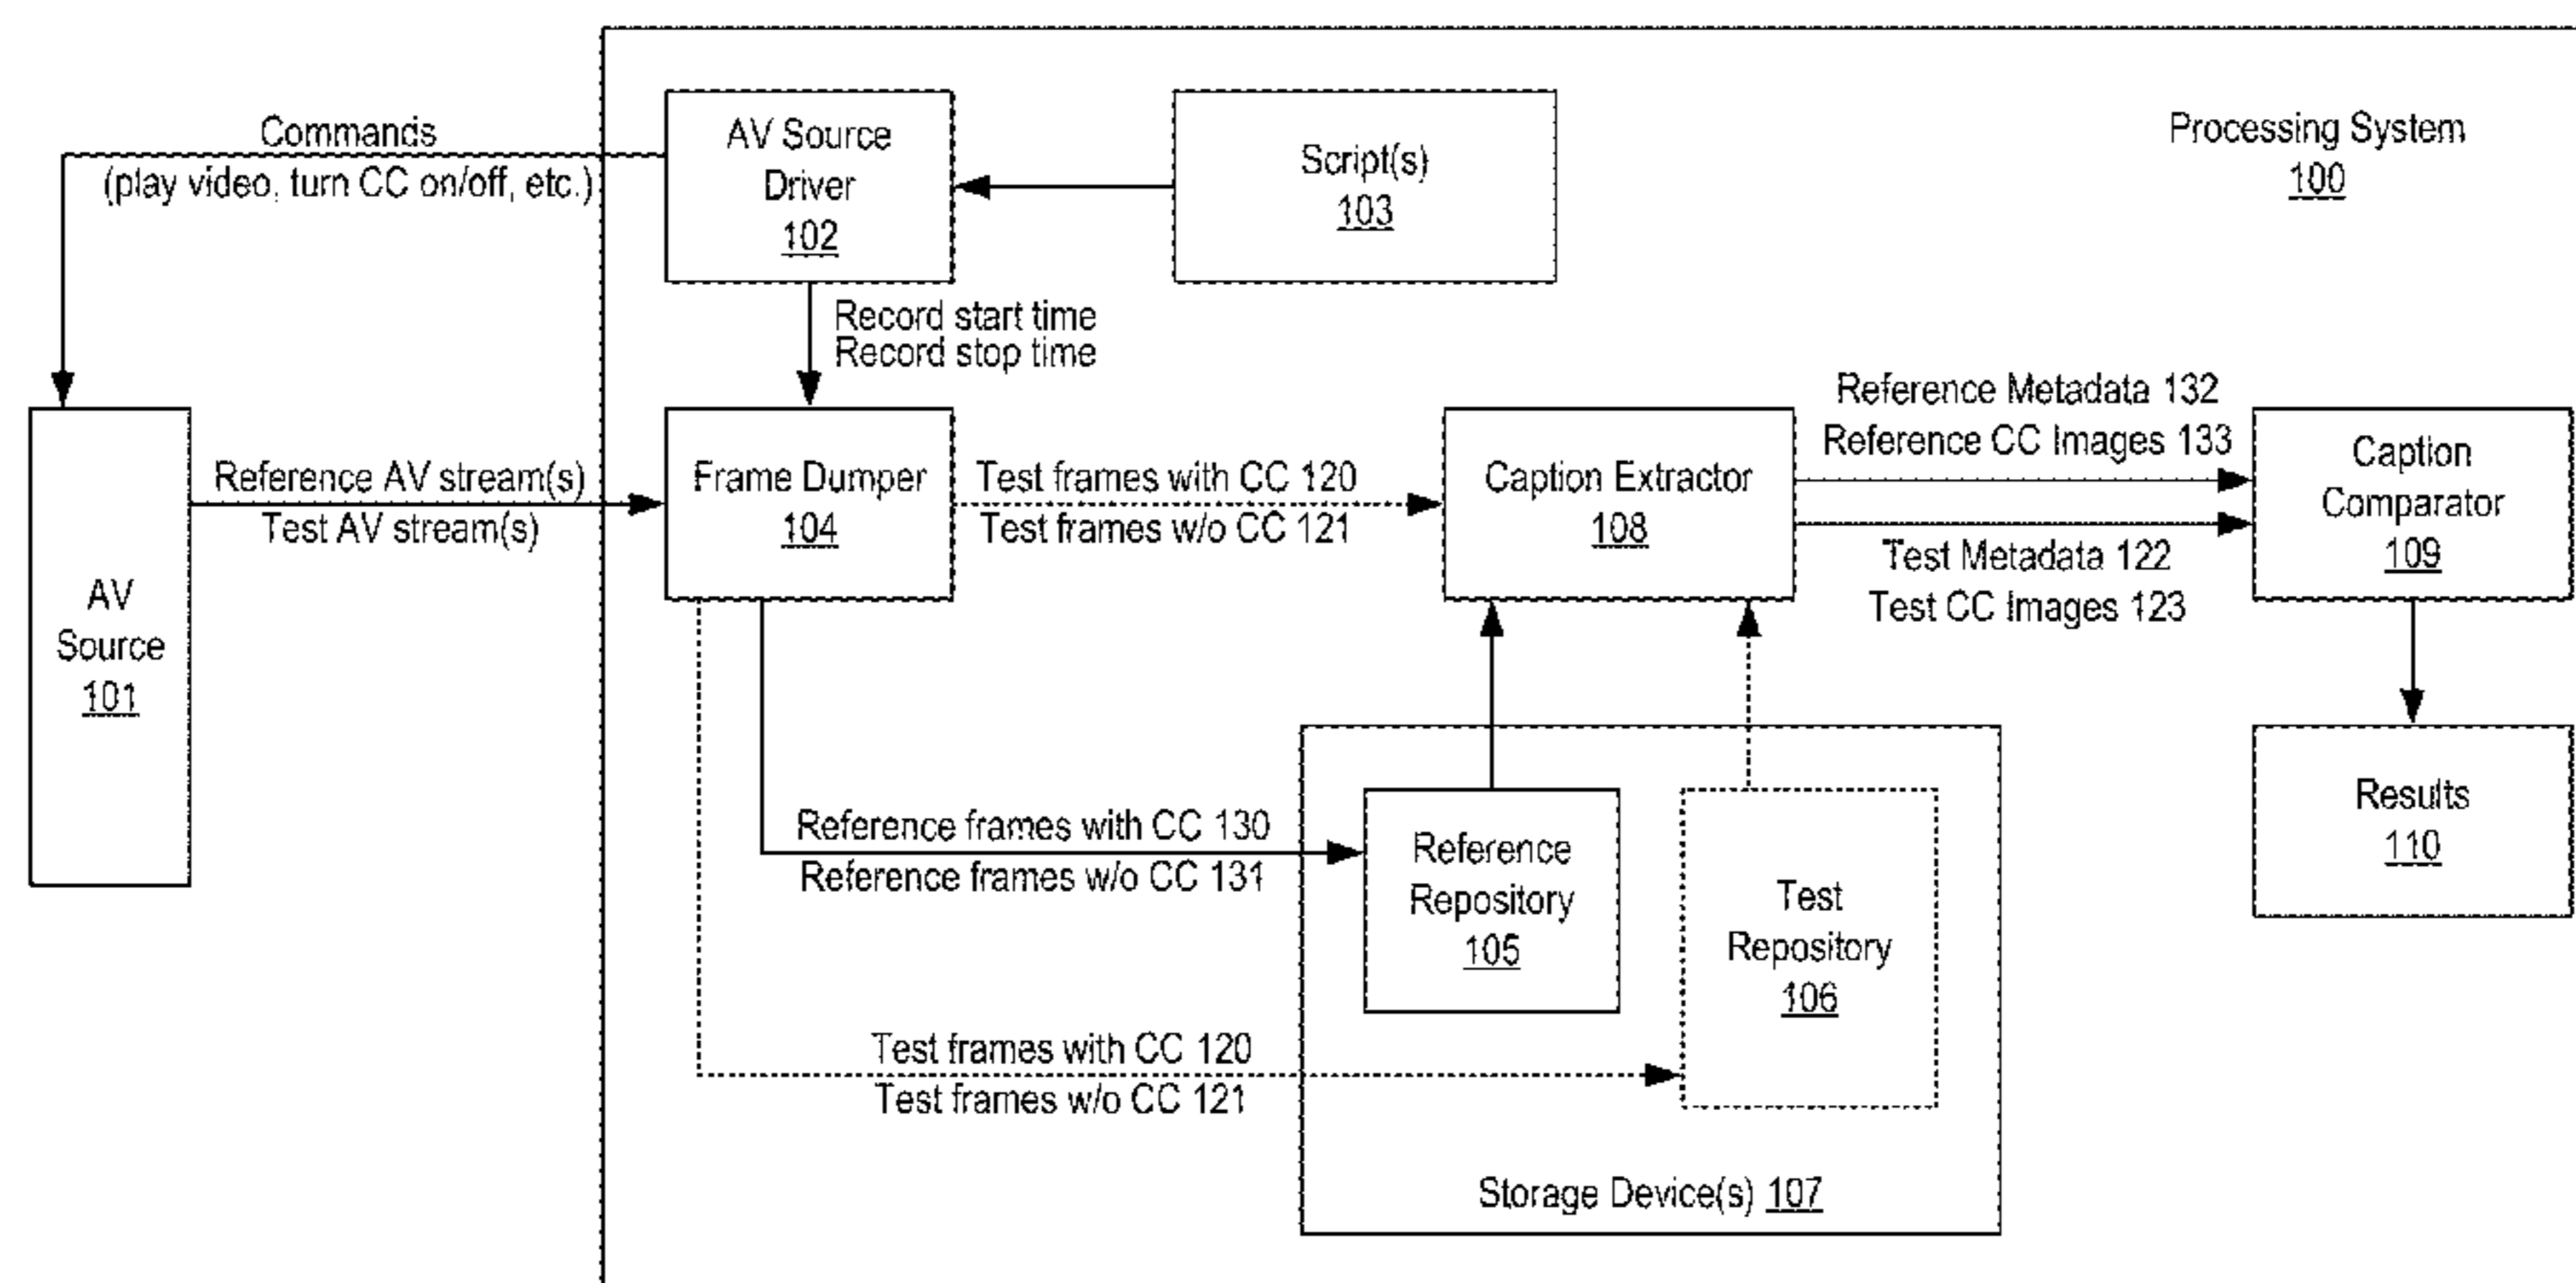 Processing System
100
Commands
(play video, turn CC on/off, etc.)
AV Source
Driver
102
Script(s)
103
Record start time
Record stop time
AV
Source
101
Reference AV stream(s)
Test AV stream(s)
Frame Dumper
104
Test frames with CC 120
Test frames w/o CC 121
Caption Extractor
108
Reference Metadata 132
Reference CC Images 133
Test Metadata 122
Test CC Images 123
Caption
Comparator
109
Results
110
Reference frames with CC 130
Reference frames w/o CC 131
Reference
Repository
105
Test
Repository
106
Test frames with CC 120
Test frames w/o CC 121
Storage Device(s) 107